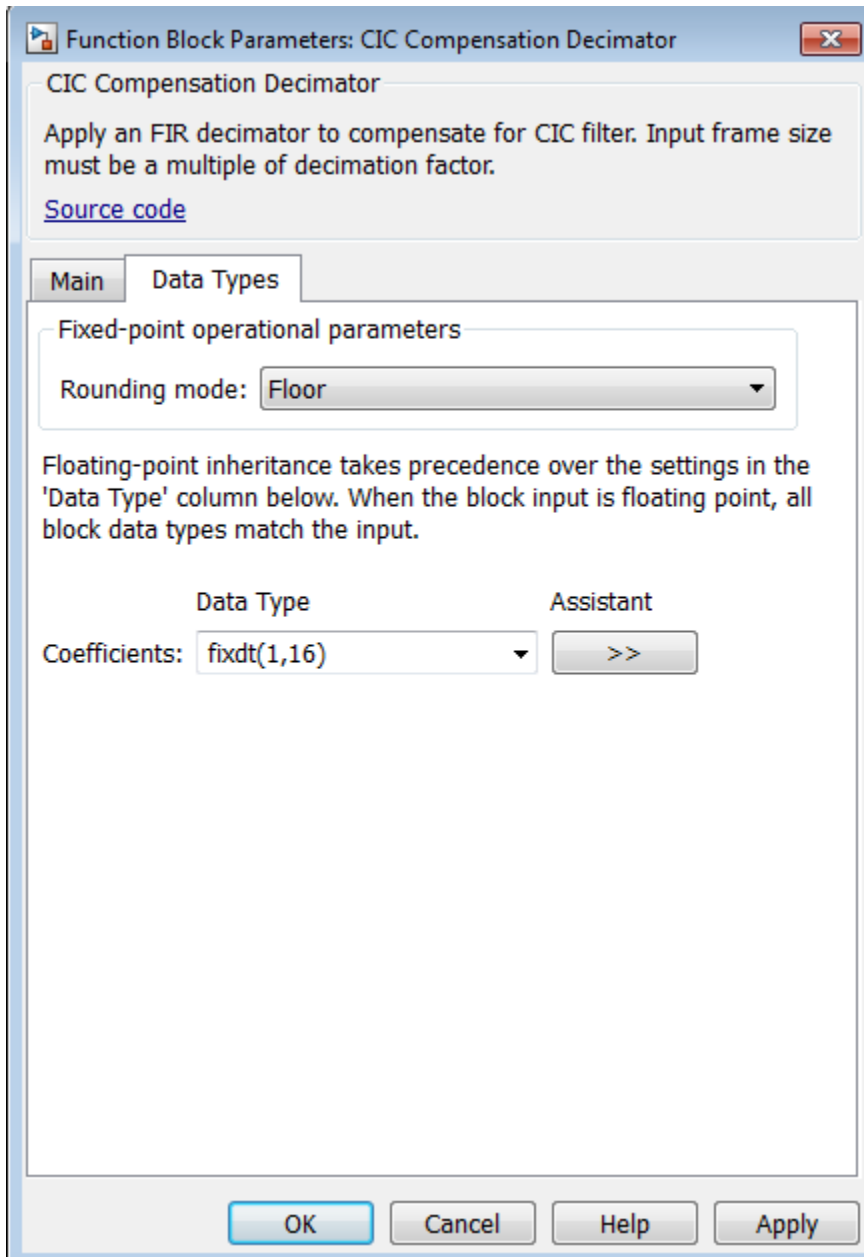 Function Block Parameters: CIC Compensation Decimator
CIC Compensation Decimator
Apply an FIR decimator to compensate for CIC filter. Input frame size
must be a multiple of decimation factor.
Source code
Main Data Types
Fixed-point operational parameters
Rounding mode: Floor
Floating-point inheritance takes precedence over the settings in the
'Data Type' column below. When the block input is floating point, all
block data types match the input.
Data Type Assistant
Coefficients: fixdt(1,16) >>
OK Cancel Help Apply